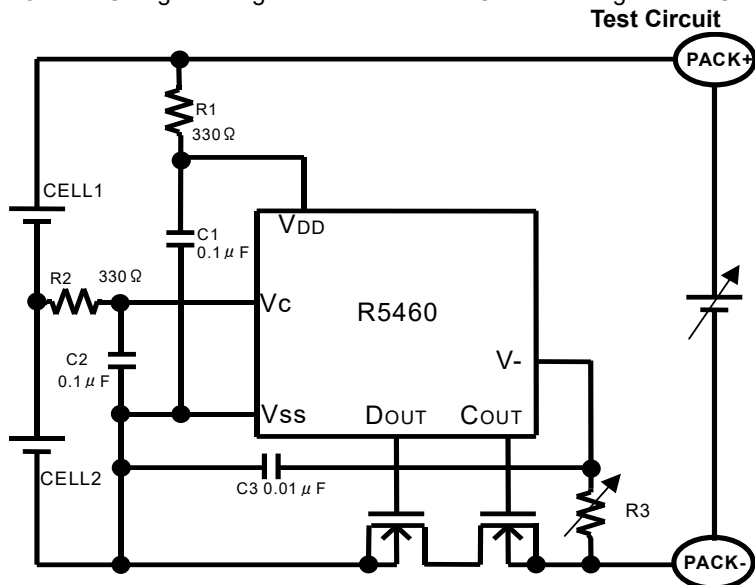 Test Circuit
PACK+
R1
330Ω
CELL1
VDD
C1
0.1μF
R2
330Ω
Vc
R5460
C2
0.1μF
V-
Vss
DOUT
COUT
CELL2
C3 0.01μF
R3
PACK-